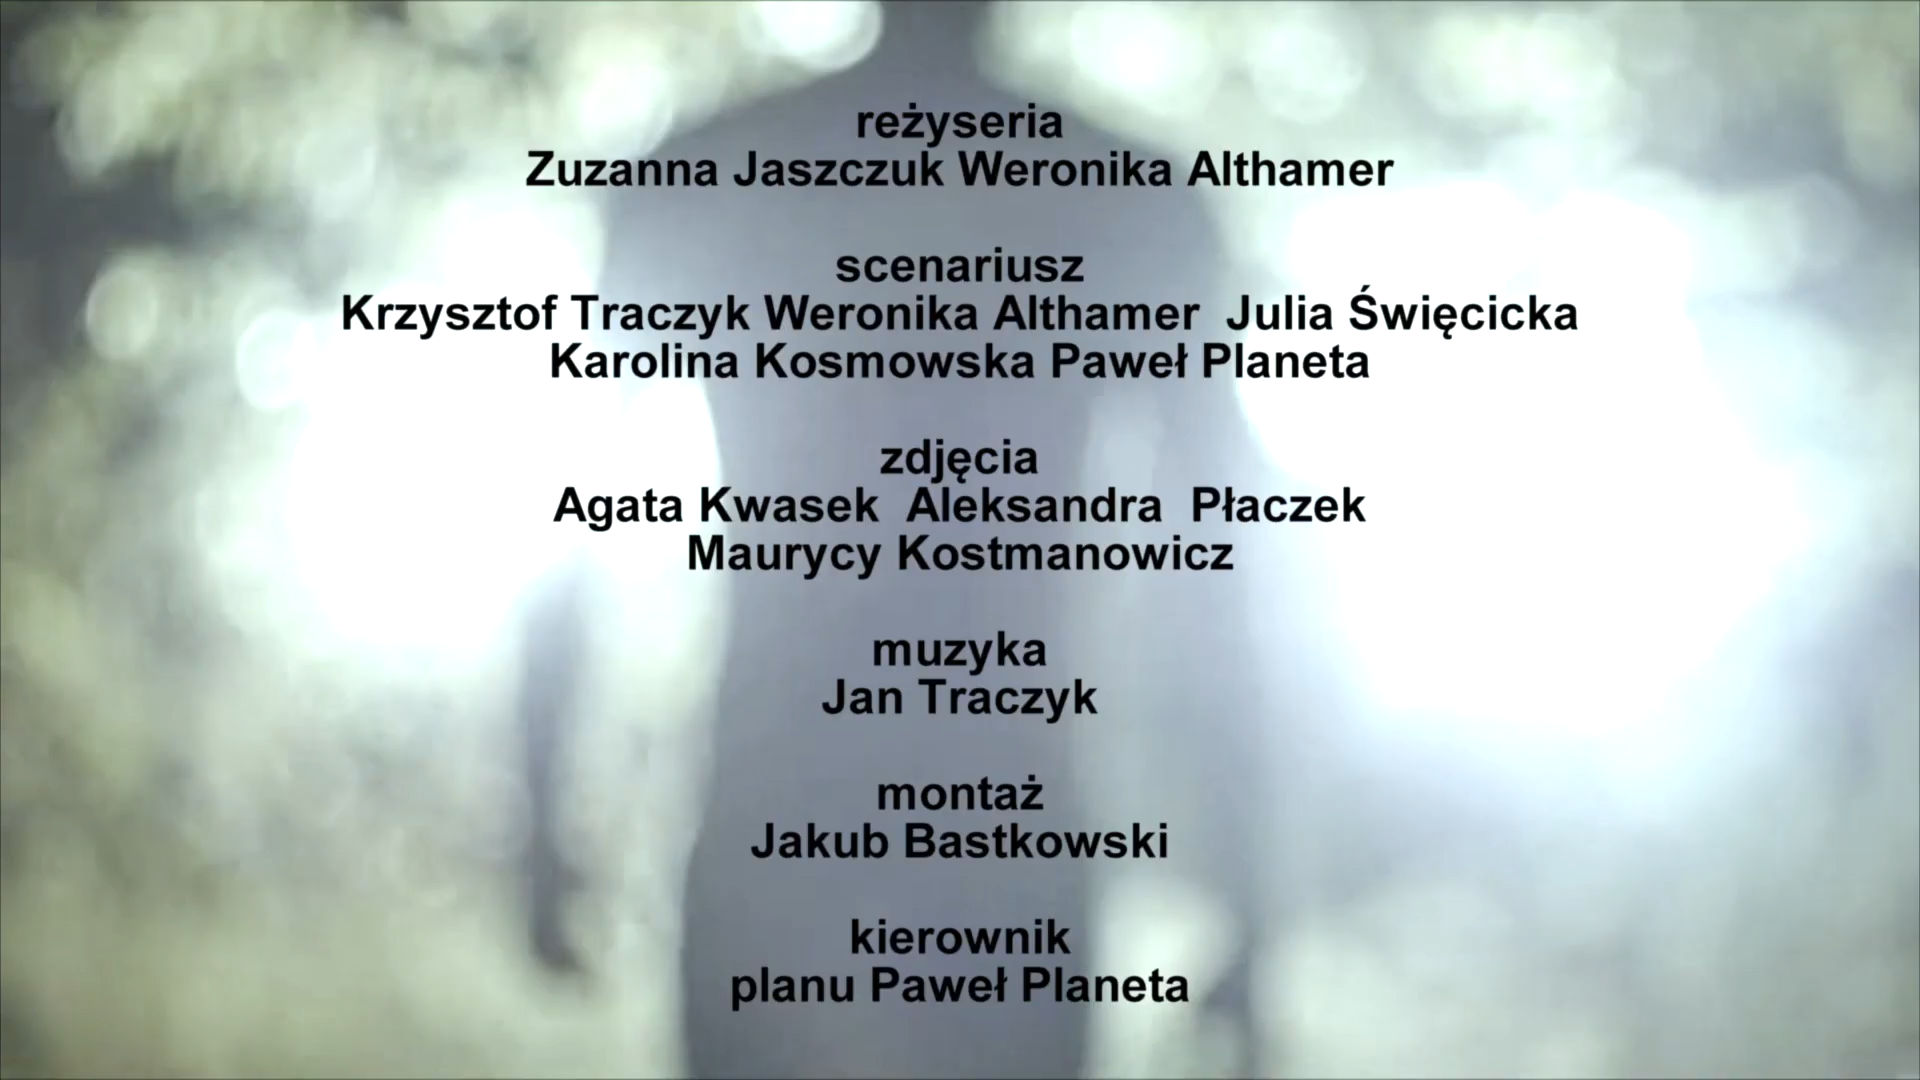 reżyseria
Zuzanna Jaszczuk Weronika Althamer
scenariusz
Krzysztof Traczyk Weronika Althamer Julia Święcicka
Karolina Kosmowska Paweł Planeta
zdjęcia
Agata Kwasek Aleksandra Płaczek
Maurycy Kostmanowicz
muzyka
Jan Traczyk
montaż
Jakub Bastkowski
kierownik
planu Paweł Planeta